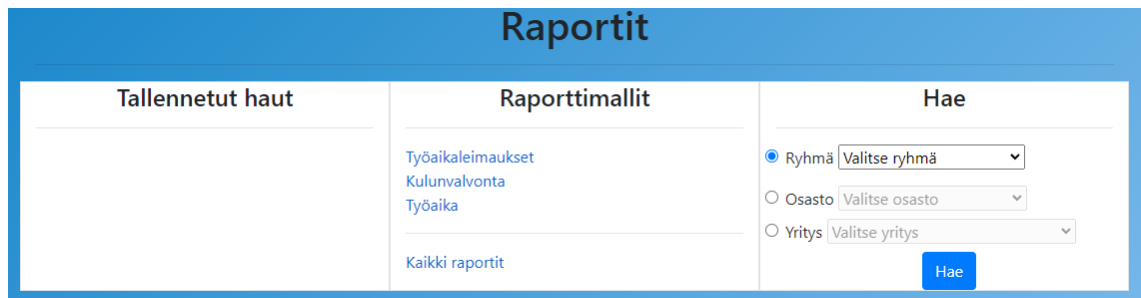 Raportit
Tallennetut haut
Raporttimallit
Työaikaleimaukset
Kulunvalvonta
Työaika
Kaikki raportit
Hae
Ryhmä Valitse ryhmä
Osasto Valitse osasto
Yritys Valitse yritys
Hae